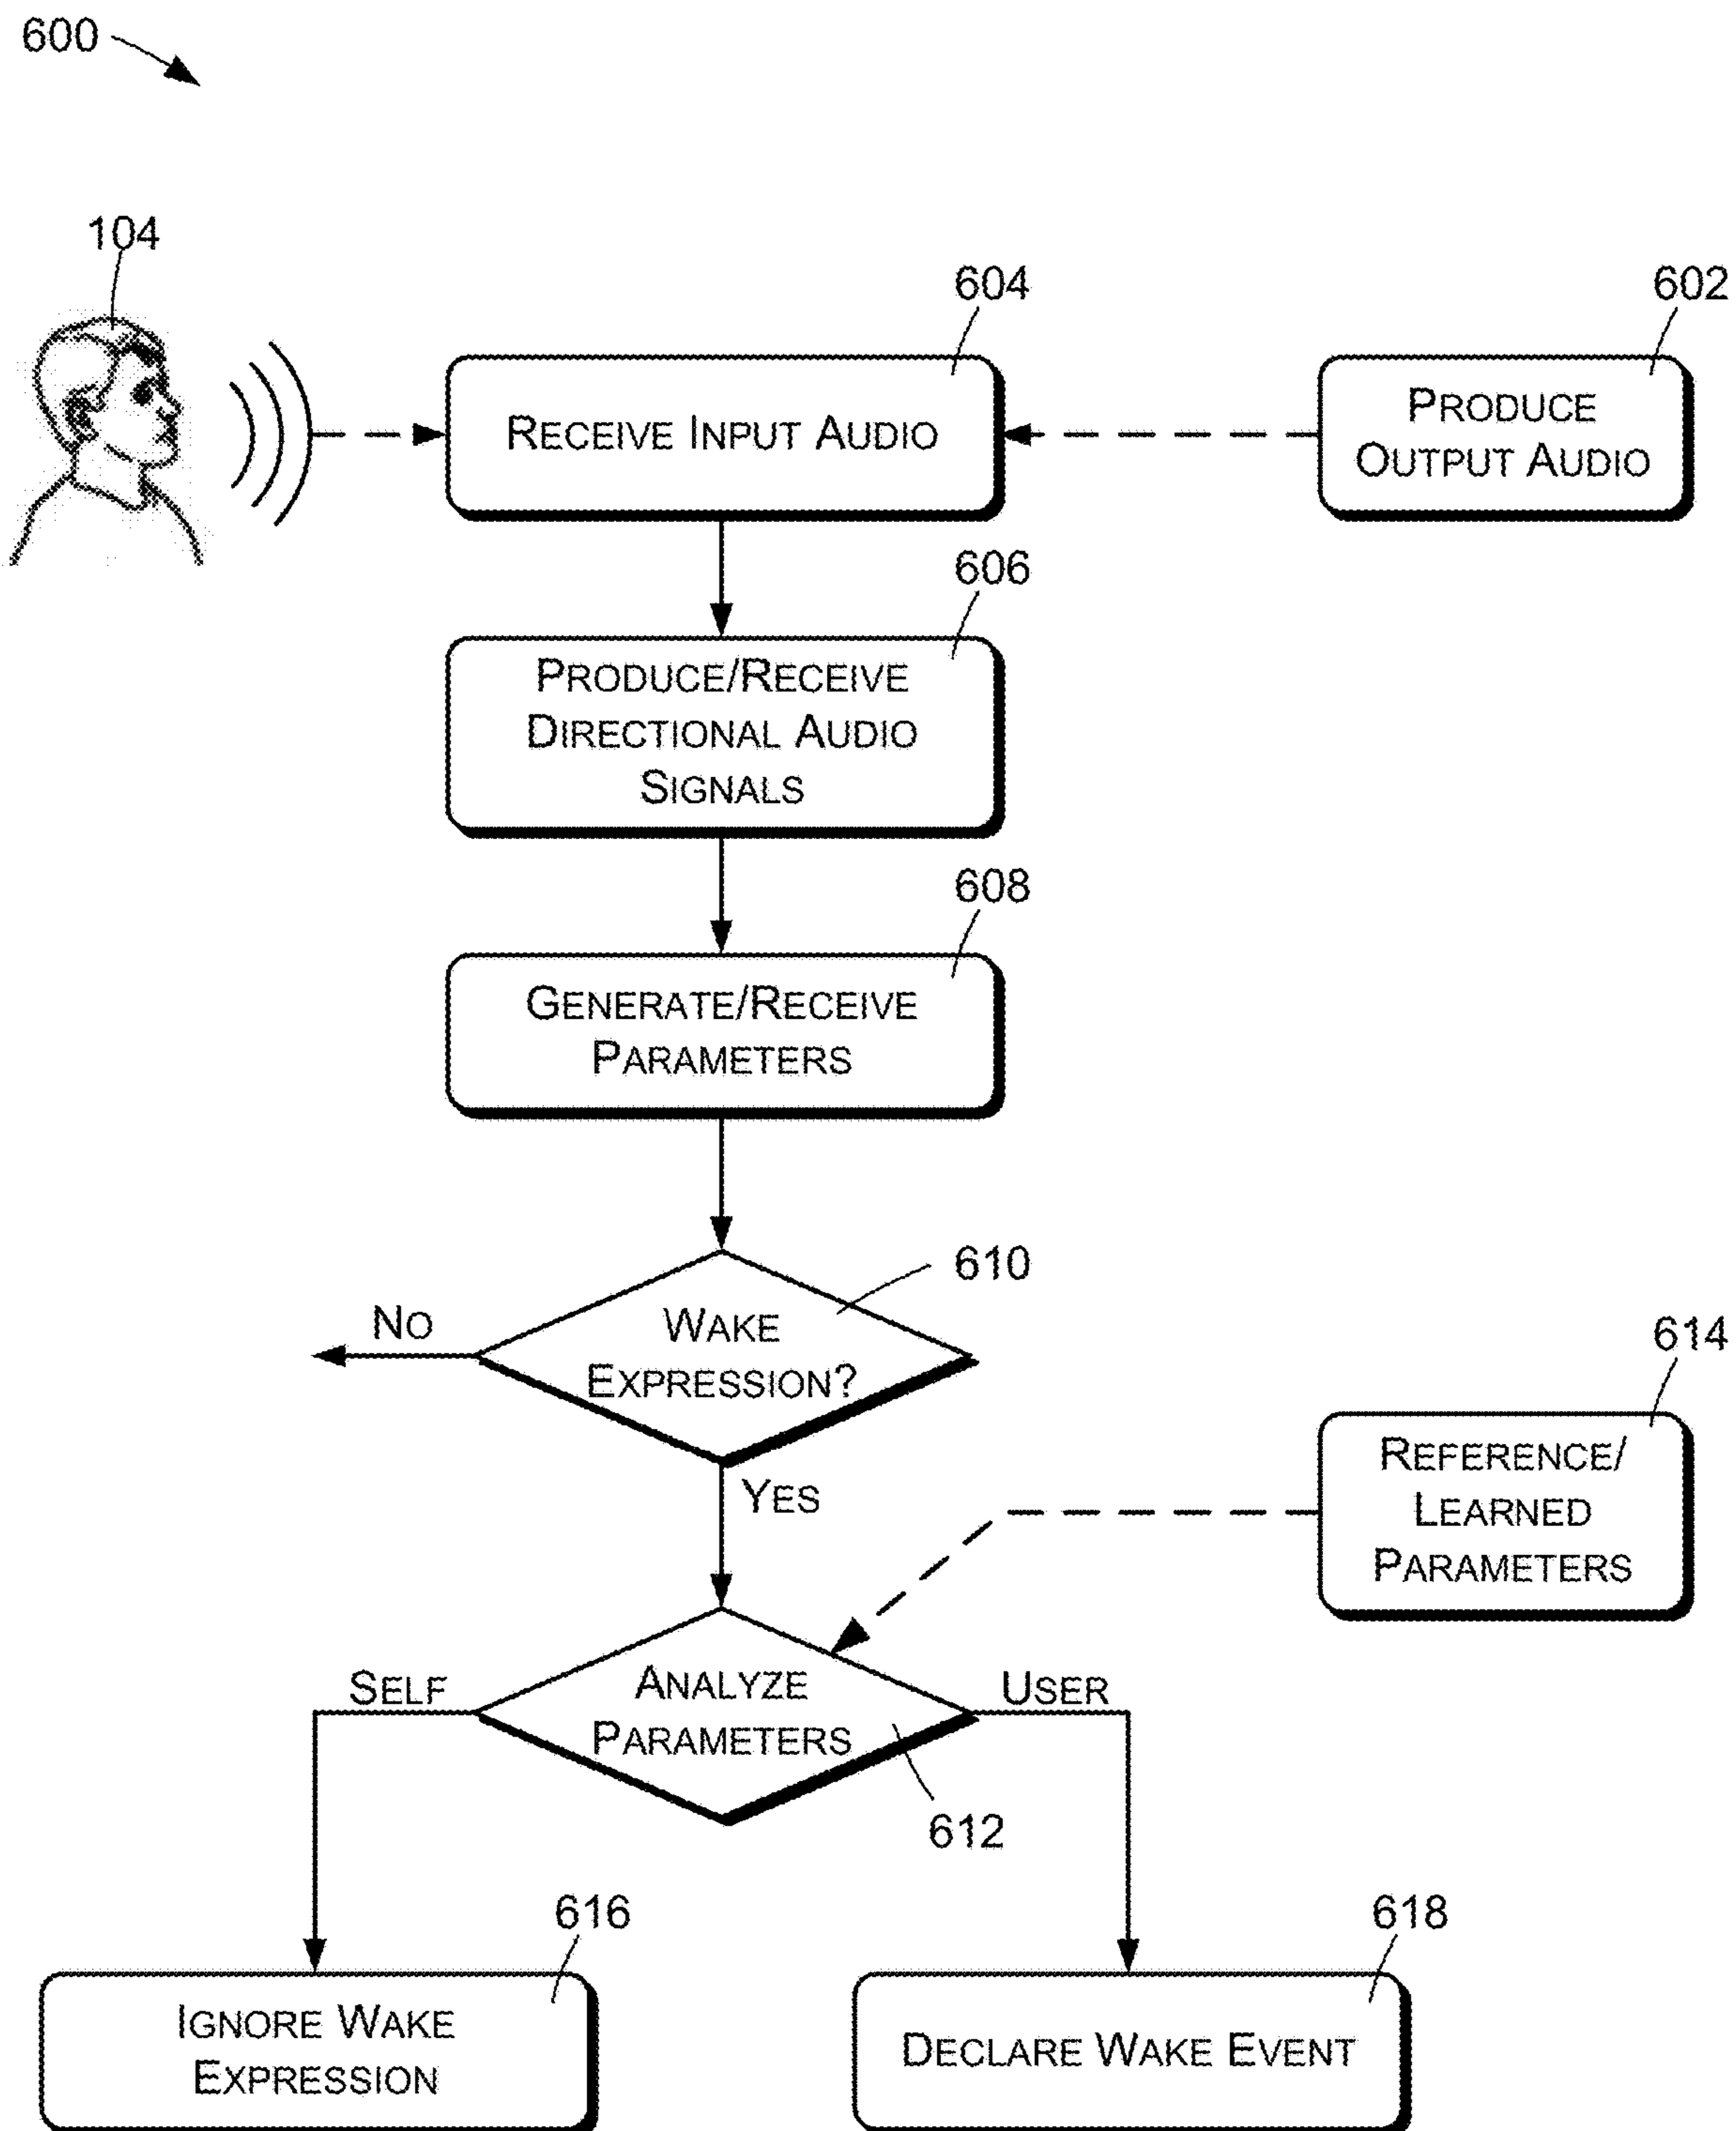 600
104
604
602
RECEIVE INPUT AUDIO
PRODUCE
OUTPUT AUDIO
606
PRODUCE/RECEIVE
DIRECTIONAL AUDIO
SIGNALS
608
GENERATE/RECEIVE
PARAMETERS
610
WAKE
EXPRESSION?
NO
YES
614
REFERENCE/
LEARNED
PARAMETERS
SELF
ANALYZE
PARAMETERS
USER
612
616
618
IGNORE WAKE
EXPRESSION
DECLARE WAKE EVENT